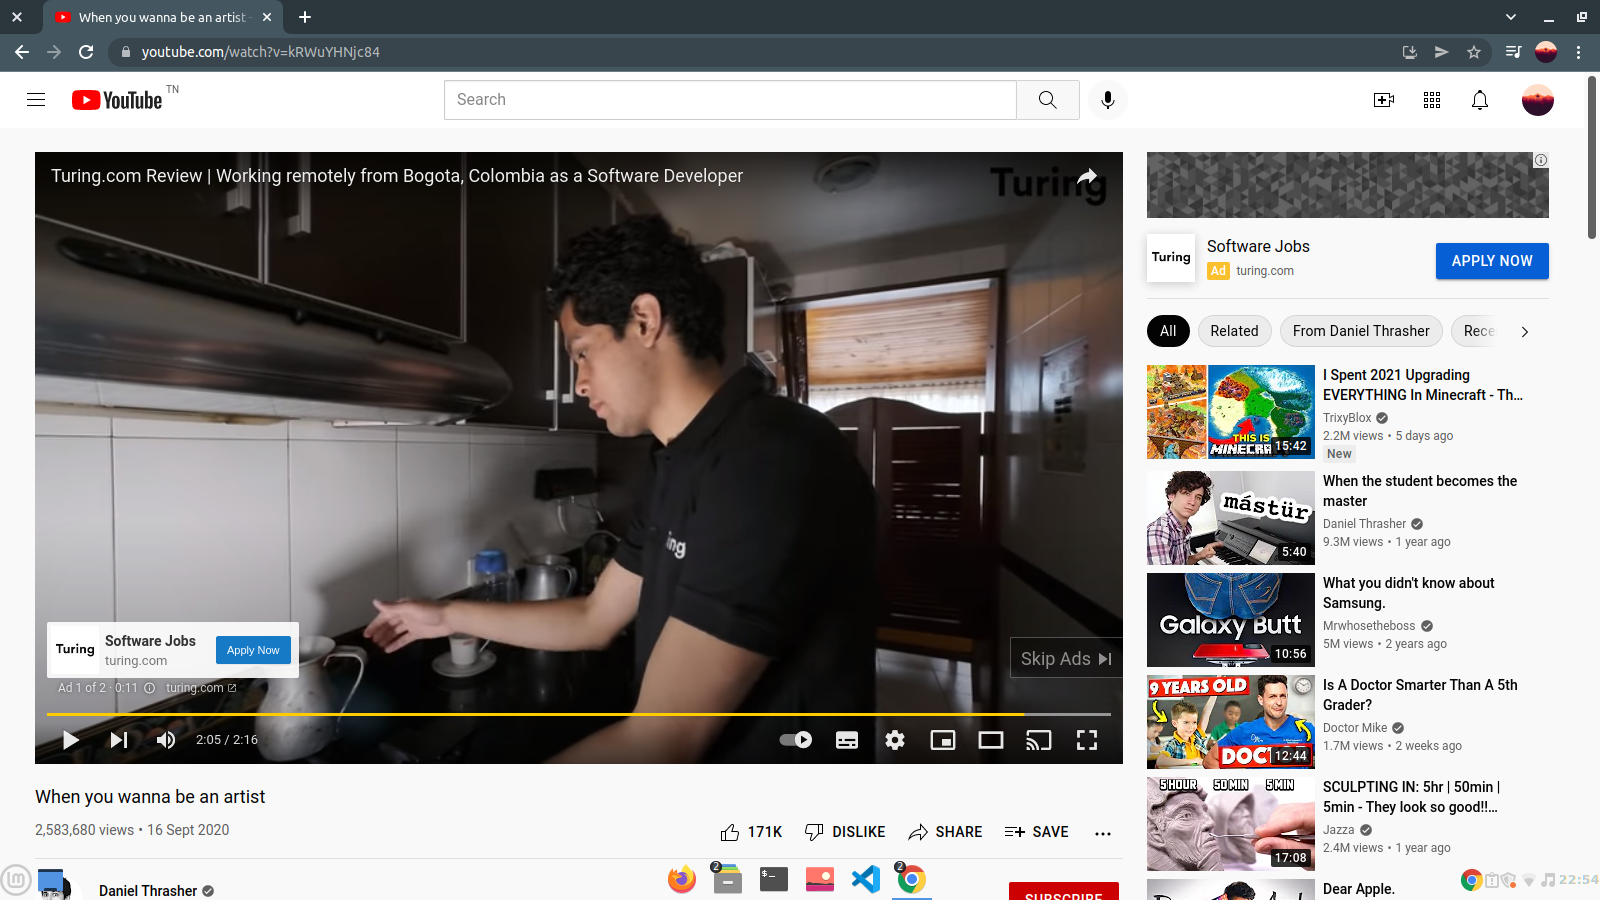 When you wanna be an artist -
youtube.com/watch?v=kRWuYHNjc84
YouTube TN
Search
Turing.com Review | Working remotely from Bogota, Colombia as a Software Developer
Turing
Turing
Software Jobs
turing.com
Apply Now
Ad 1 of 2 · 0:11
turing.com
Skip Ads
2:05 / 2:16
When you wanna be an artist
2,583,680 views • 16 Sept 2020
171K
DISLIKE
SHARE
SAVE
Daniel Thrasher
SUBSCRIBE
Turing
Software Jobs
Ad turing.com
APPLY NOW
All
Related
From Daniel Thrasher
Rece
THIS IS
MINECRA
15:42
I Spent 2021 Upgrading
EVERYTHING In Minecraft - Th...
TrixyBlox
2.2M views • 5 days ago
New
mástür
5:40
When the student becomes the
master
Daniel Thrasher
9.3M views • 1 year ago
Galaxy Butt
10:56
What you didn't know about
Samsung.
Mrwhosetheboss
5M views • 2 years ago
9 YEARS OLD
DOCT
12:44
Is A Doctor Smarter Than A 5th
Grader?
Doctor Mike
1.7M views • 2 weeks ago
5 HOUR 50 MIN 5 MIN
17:08
SCULPTING IN: 5hr | 50min |
5min - They look so good!!...
Jazza
2.4M views • 1 year ago
Dear Apple.
2
2
22:54